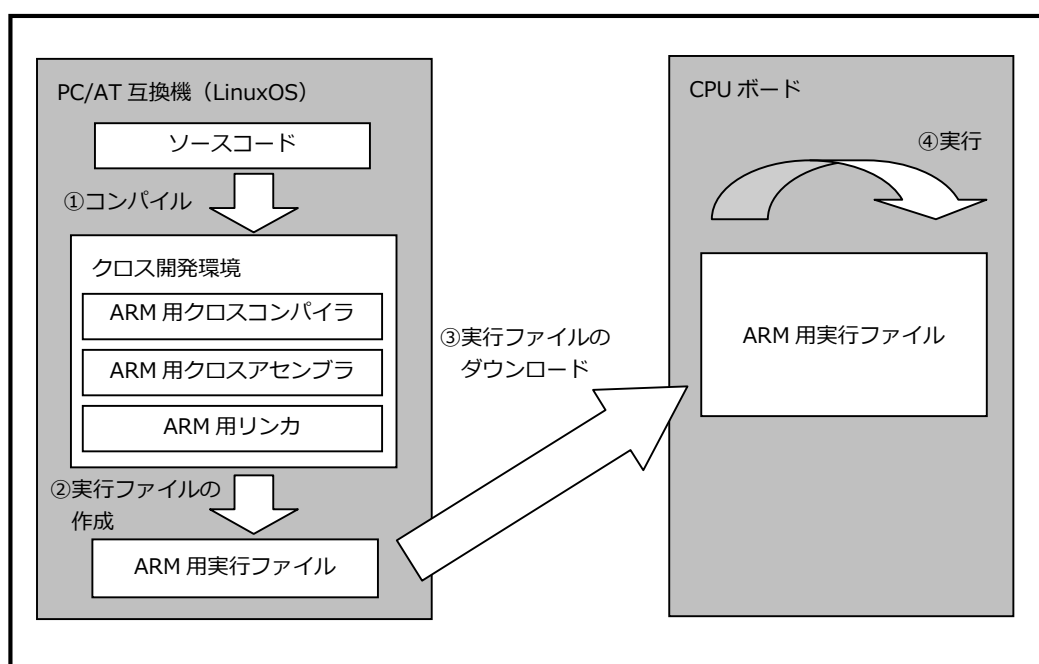 PC/AT 互換機（LinuxOS）
ソースコード
①コンパイル
クロス開発環境
ARM 用クロスコンパイラ
ARM 用クロスアセンブラ
ARM 用リンカ
②実行ファイルの
作成
ARM 用実行ファイル
③実行ファイルの
ダウンロード
CPU ボード
④実行
ARM 用実行ファイル